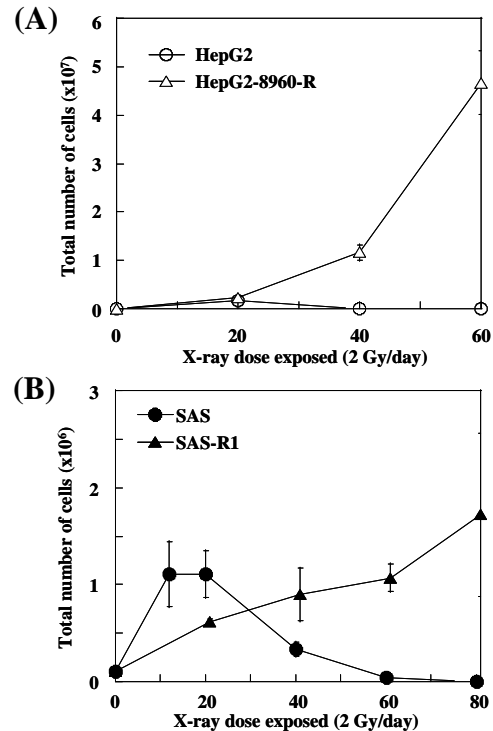 (A)
HepG2
HepG2-8960-R
Total number of cells (x10⁷)
6
5
4
3
2
1
0
0 20 40 60
X-ray dose exposed (2 Gy/day)
(B)
SAS
SAS-R1
Total number of cells (x10⁶)
3
2
1
0
0 20 40 60 80
X-ray dose exposed (2 Gy/day)